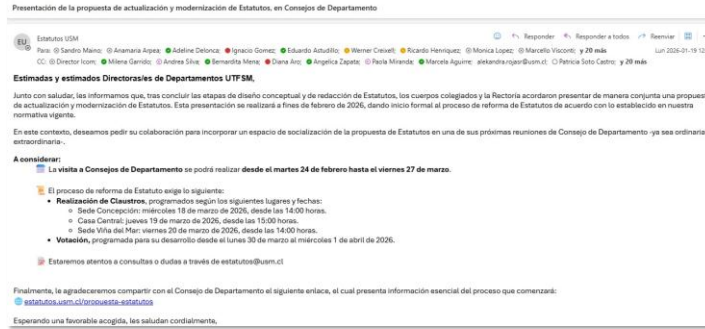 Presentación de la propuesta de actualización y modernización de Estatutos, en Consejos de Departamento
EU
Estatutos USM
Responder Responder a todos Reenviar
Para: Sandro Maino; Anamaria Arpea; Adeline Delonca; Ignacio Gomez; Eduardo Astudillo; Werner Creixell; Ricardo Henriquez; Monica Lopez; Marcello Visconti; y 20 más
Lun 2026-01-19 12
CC: Director Icom; Milena Garrido; Andrea Silva; Bernardita Mena; Diana Aro; Angelica Zapata; Paola Miranda; Marcela Aguirre; alekandra.rojasr@usm.cl; Patricia Soto Castro; y 20 más
Estimadas y estimados Directoras/es de Departamentos UTFSM,
Junto con saludar, les informamos que, tras concluir las etapas de diseño conceptual y de redacción de Estatutos, los cuerpos colegiados y la Rectoría acordaron presentar de manera conjunta una propues
de actualización y modernización de Estatutos. Esta presentación se realizará a fines de febrero de 2026, dando inicio formal al proceso de reforma de Estatutos de acuerdo con lo establecido en nuestra
normativa vigente.
En este contexto, deseamos pedir su colaboración para incorporar un espacio de socialización de la propuesta de Estatutos en una de sus próximas reuniones de Consejo de Departamento -ya sea ordinaria
extraordinaria-.
A considerar:
La visita a Consejos de Departamento se podrá realizar desde el martes 24 de febrero hasta el viernes 27 de marzo.
El proceso de reforma de Estatuto exige lo siguiente:
• Realización de Claustros, programados según los siguientes lugares y fechas:
Sede Concepción: miércoles 18 de marzo de 2026, desde las 14:00 horas.
Casa Central: jueves 19 de marzo de 2026, desde las 15:00 horas.
Sede Viña del Mar: viernes 20 de marzo de 2026, desde las 14:00 horas.
• Votación, programada para su desarrollo desde el lunes 30 de marzo al miércoles 1 de abril de 2026.
Estaremos atentos a consultas o dudas a través de estatutos@usm.cl
Finalmente, le agradeceremos compartir con el Consejo de Departamento el siguiente enlace, el cual presenta información esencial del proceso que comenzará:
estatutos.usm.cl/propuesta-estatutos
Esperando una favorable acogida, les saludan cordialmente,